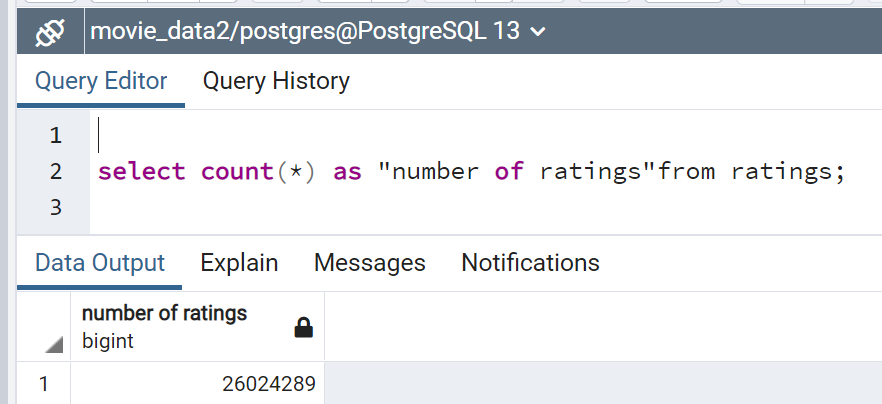 movie_data2/postgres@PostgreSQL 13
Query Editor Query History
1
2 select count(*) as "number of ratings"from ratings;
3
Data Output Explain Messages Notifications
number of ratings
bigint
1 26024289